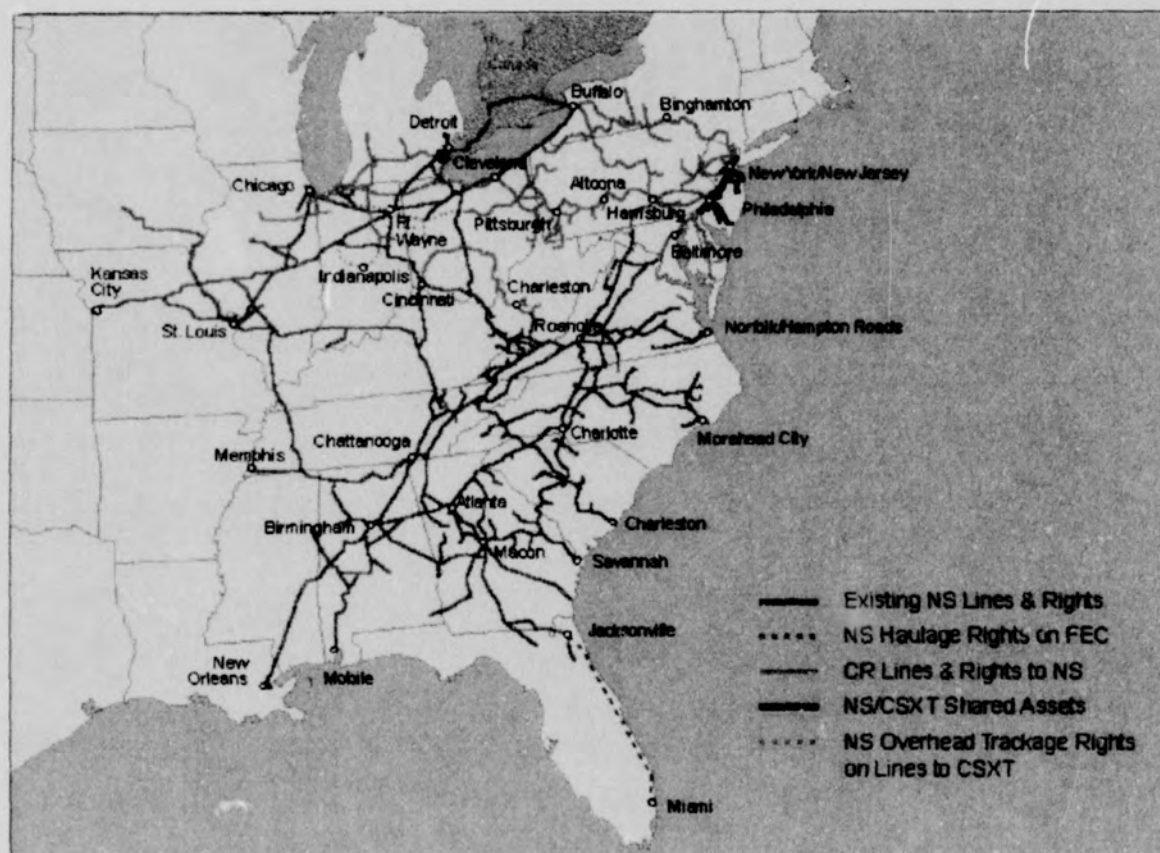 Canada
Buffalo
Binghamton
Detroit
Cleveland
New York/New Jersey
Chicago
Altoona
Philadelphia
Pittsburgh
Harrisburg
Ft.
Wayne
Baltimore
Kansas
City
Indianapolis
Cincinnati
Charleston
St. Louis
Roanoke
Norfolk/Hampton Roads
Chattanooga
Charlotte
Morehead City
Memphis
Atlanta
Birmingham
Charleston
Macon
Savannah
Existing NS Lines & Rights
Jacksonville
NS Haulage Rights on FEC
New
Orleans
Mobile
CR Lines & Rights to NS
NS/CSXT Shared Assets
NS Overhead Trackage Rights
on Lines to CSXT
Miami